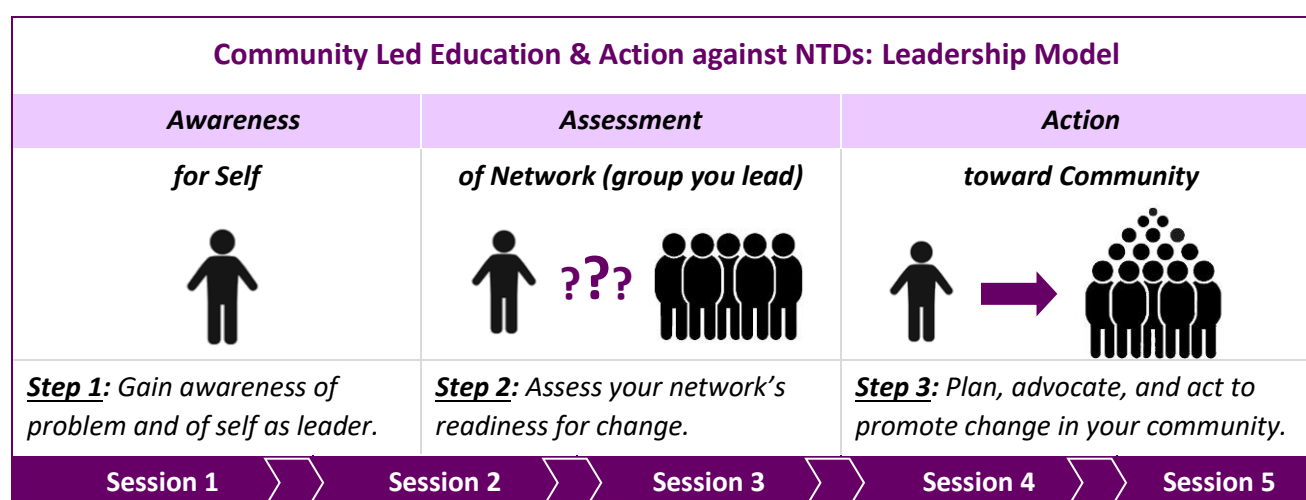 Community Led Education & Action against NTDs: Leadership Model
Awareness
Assessment
Action
for Self
of Network (group you lead)
toward Community
???
Step 1: Gain awareness of
problem and of self as leader.
Step 2: Assess your network’s
readiness for change.
Step 3: Plan, advocate, and act to
promote change in your community.
Session 1
Session 2
Session 3
Session 4
Session 5